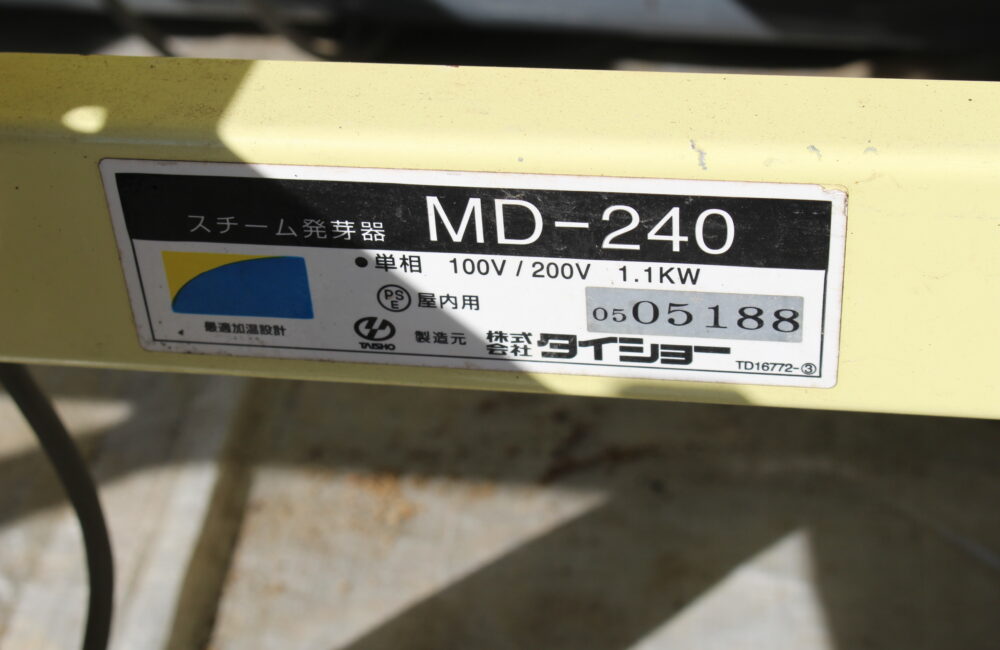 スチーム発芽器 MD-240
●単相 100V / 200V 1.1KW
PSE 屋内用 05 05188
最適加温設計
TAISHO 製造元 株式会社 タイショー
TD16772-③